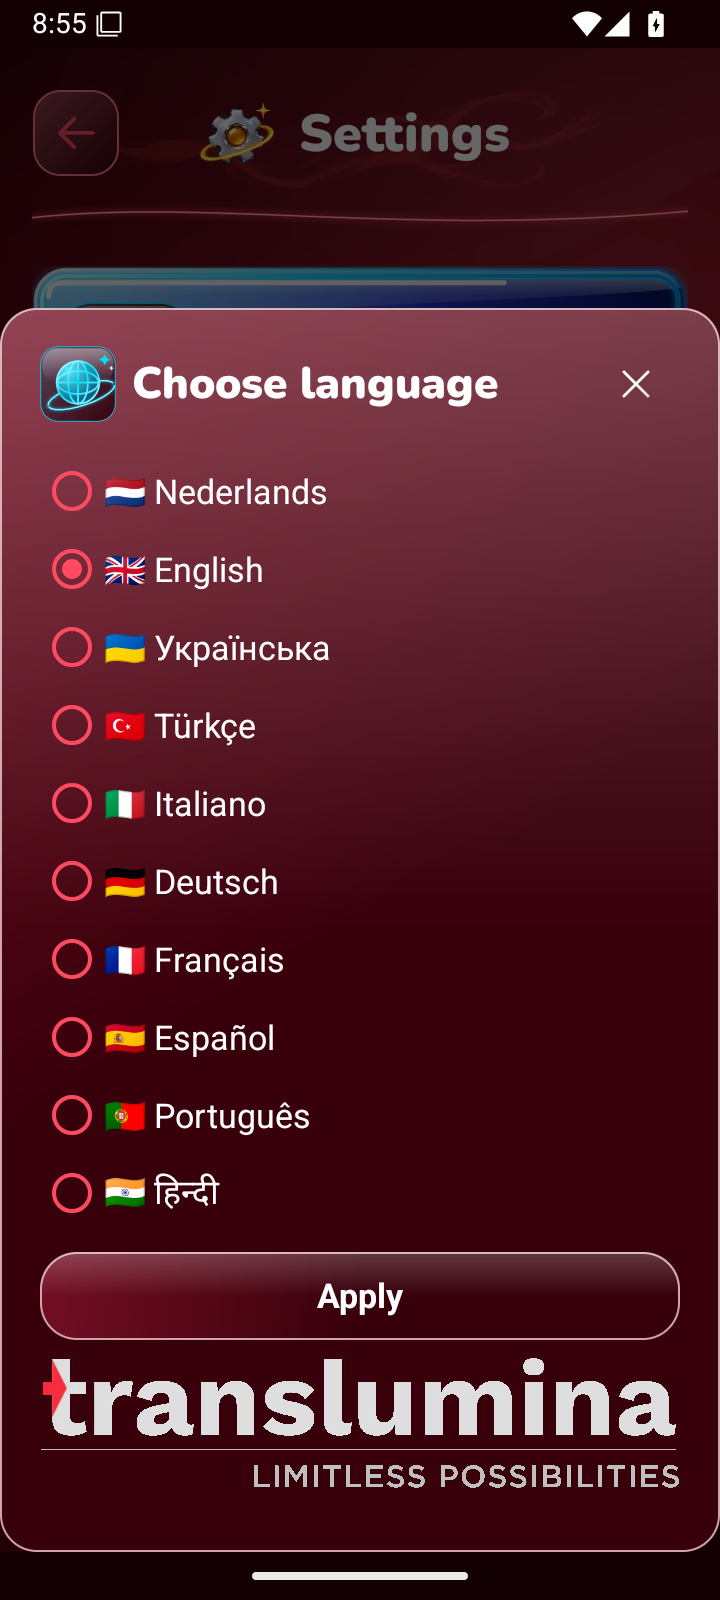 8:55
Settings
Choose language
Nederlands
English
Українська
Türkçe
Italiano
Deutsch
Français
Español
Português
हिन्दी
Apply
translumina
LIMITLESS POSSIBILITIES